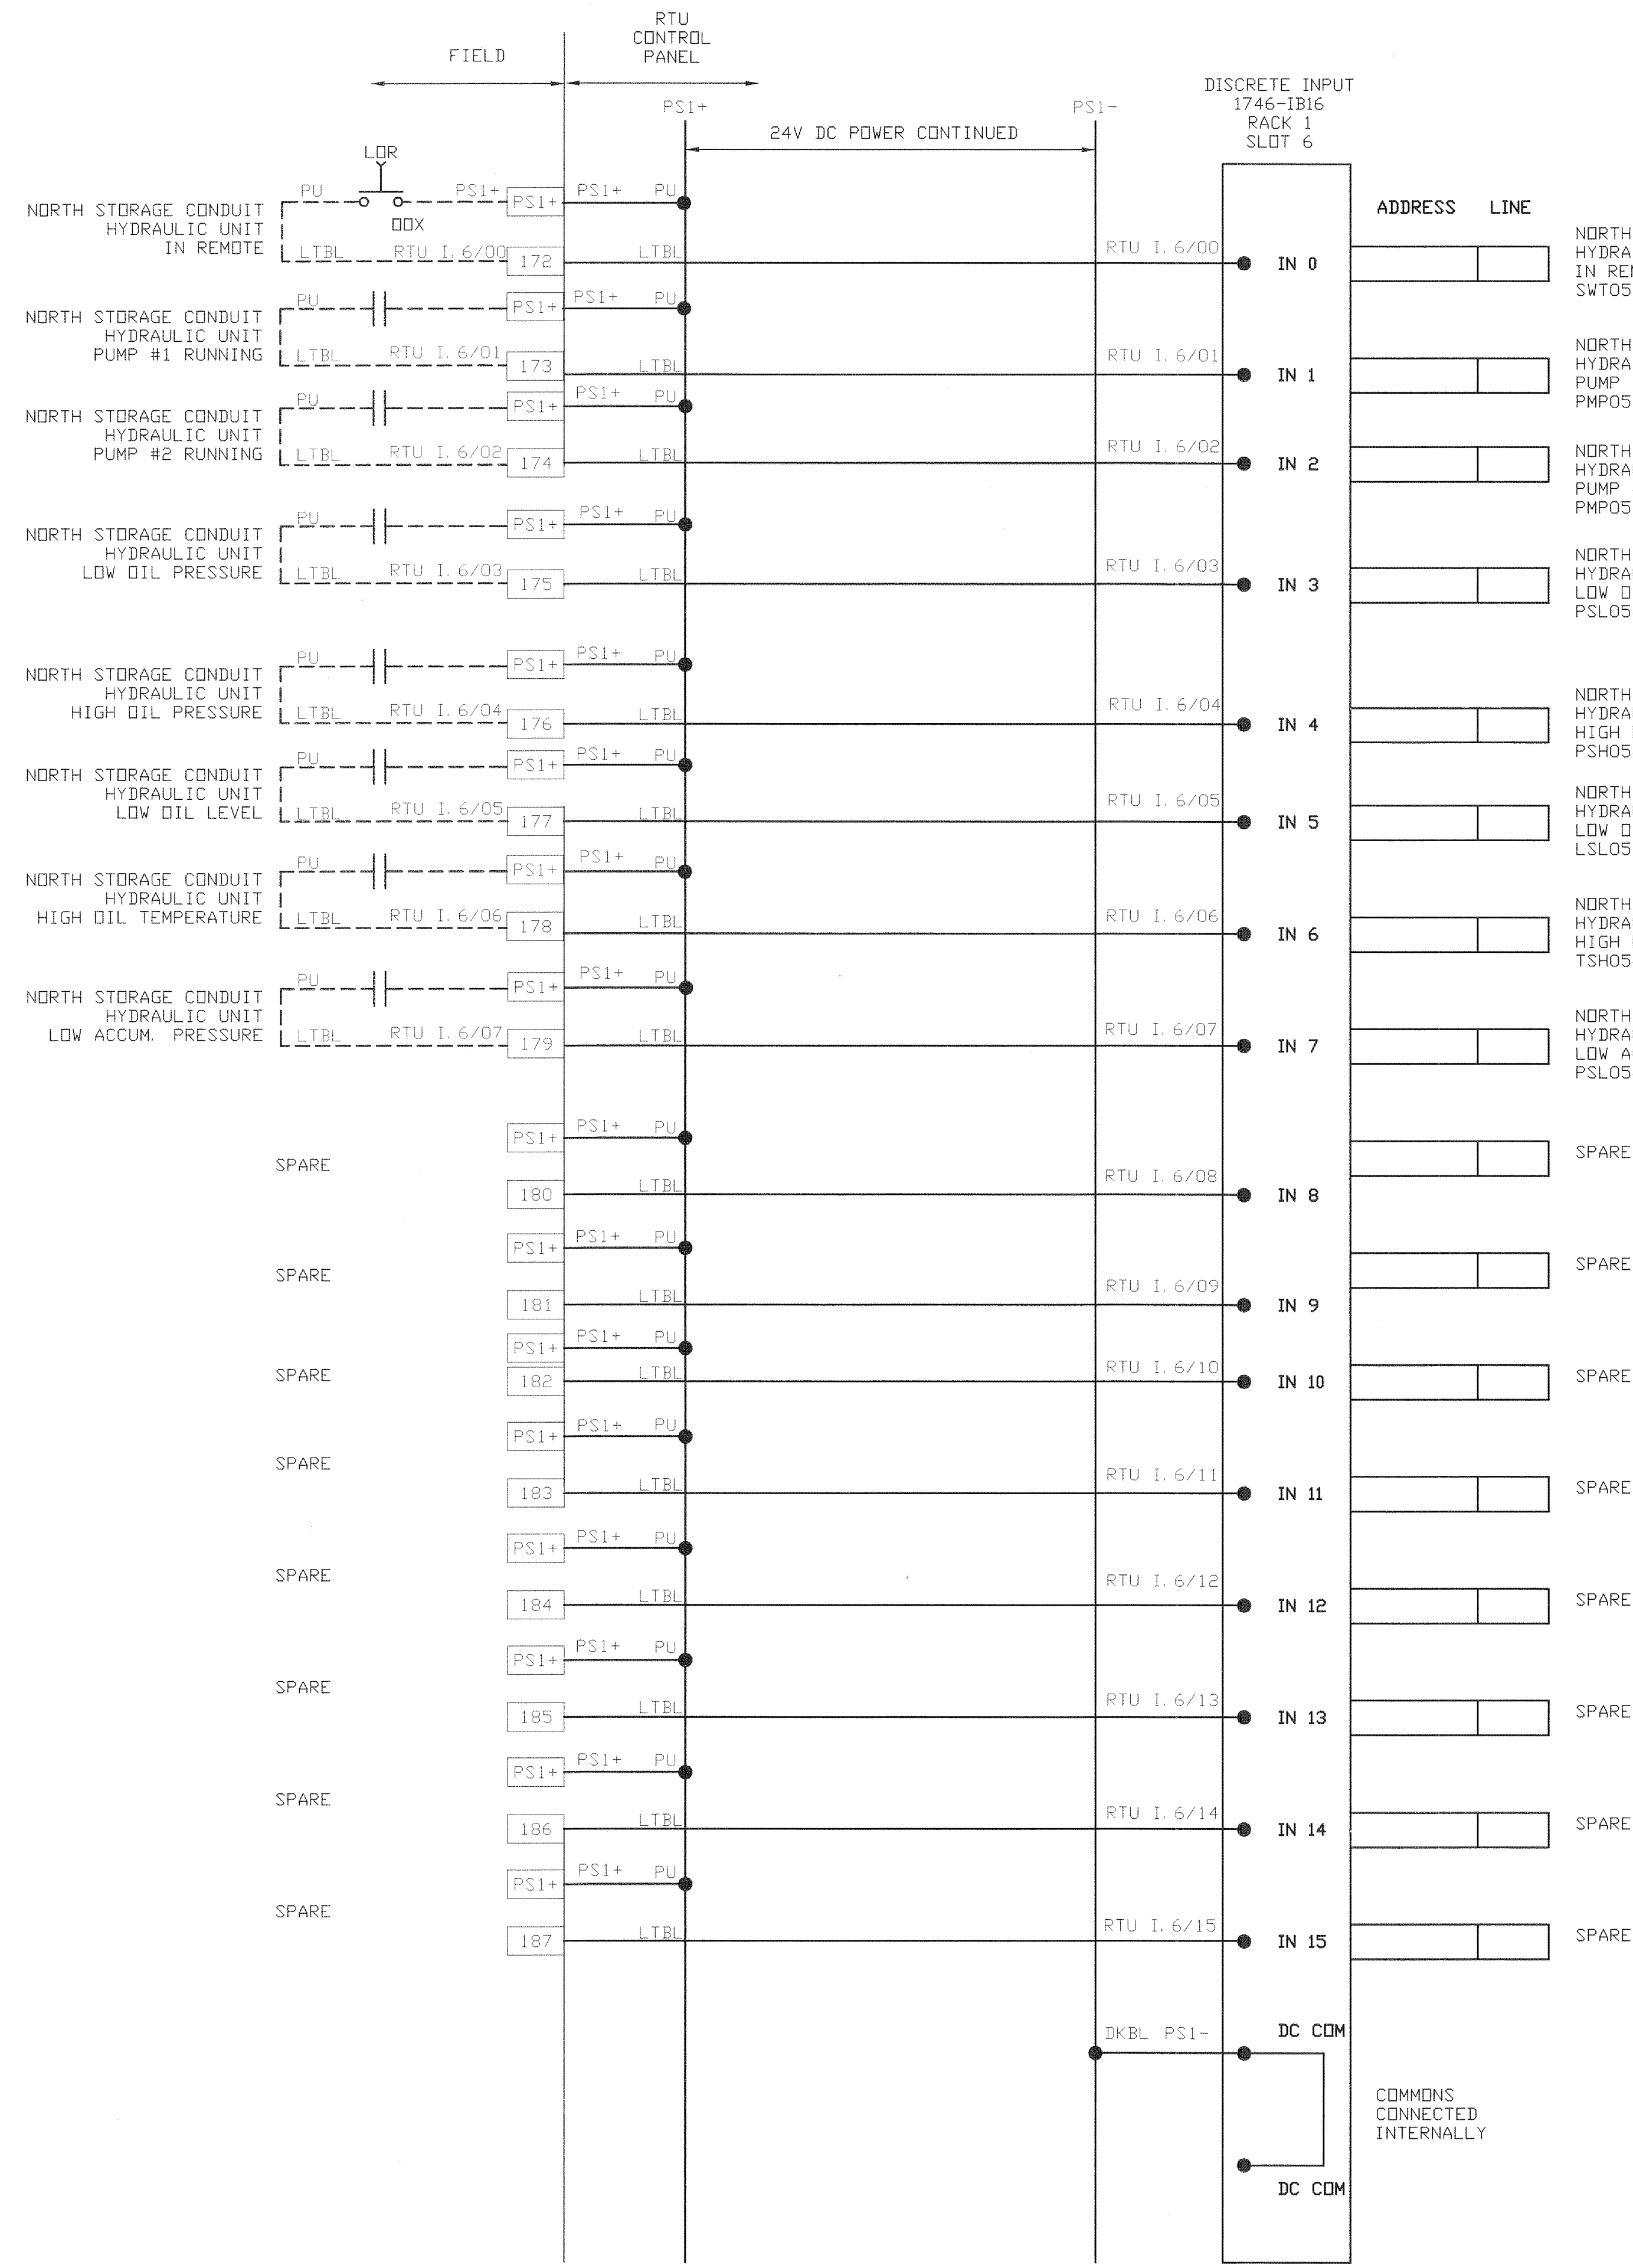 RTU
CONTROL
PANEL
FIELD
PS1+
PS1-
24V DC POWER CONTINUED
DISCRETE INPUT
1746-IB16
RACK 1
SLOT 6
ADDRESS LINE
LOR
PU
PS1+
PS1+
PS1+ PU
OOX
NORTH STORAGE CONDUIT
HYDRAULIC UNIT
IN REMOTE
LTBL
RTU I.6/00
172
LTBL
RTU I.6/00
IN 0
NORTH
HYDRA
IN RE
SWT05
PU
PS1+
PS1+ PU
NORTH STORAGE CONDUIT
HYDRAULIC UNIT
PUMP #1 RUNNING
LTBL
RTU I.6/01
173
LTBL
RTU I.6/01
IN 1
NORTH
HYDRA
PUMP
PMP05
PU
PS1+
PS1+ PU
NORTH STORAGE CONDUIT
HYDRAULIC UNIT
PUMP #2 RUNNING
LTBL
RTU I.6/02
174
LTBL
RTU I.6/02
IN 2
NORTH
HYDRA
PUMP
PMP05
PU
PS1+
PS1+ PU
NORTH STORAGE CONDUIT
HYDRAULIC UNIT
LOW OIL PRESSURE
LTBL
RTU I.6/03
175
LTBL
RTU I.6/03
IN 3
NORTH
HYDRA
LOW O
PSL05
PU
PS1+
PS1+ PU
NORTH STORAGE CONDUIT
HYDRAULIC UNIT
HIGH OIL PRESSURE
LTBL
RTU I.6/04
176
LTBL
RTU I.6/04
IN 4
NORTH
HYDRA
HIGH
PSH05
PU
PS1+
PS1+ PU
NORTH STORAGE CONDUIT
HYDRAULIC UNIT
LOW OIL LEVEL
LTBL
RTU I.6/05
177
LTBL
RTU I.6/05
IN 5
NORTH
HYDRA
LOW O
LSL05
PU
PS1+
PS1+ PU
NORTH STORAGE CONDUIT
HYDRAULIC UNIT
HIGH OIL TEMPERATURE
LTBL
RTU I.6/06
178
LTBL
RTU I.6/06
IN 6
NORTH
HYDRA
HIGH
TSH05
PU
PS1+
PS1+ PU
NORTH STORAGE CONDUIT
HYDRAULIC UNIT
LOW ACCUM. PRESSURE
LTBL
RTU I.6/07
179
LTBL
RTU I.6/07
IN 7
NORTH
HYDRA
LOW A
PSL05
PS1+
PS1+ PU
SPARE
180
LTBL
RTU I.6/08
IN 8
SPARE
PS1+
PS1+ PU
SPARE
181
LTBL
RTU I.6/09
IN 9
SPARE
PS1+
PS1+ PU
SPARE
182
LTBL
RTU I.6/10
IN 10
SPARE
PS1+
PS1+ PU
SPARE
183
LTBL
RTU I.6/11
IN 11
SPARE
PS1+
PS1+ PU
SPARE
184
LTBL
RTU I.6/12
IN 12
SPARE
PS1+
PS1+ PU
SPARE
185
LTBL
RTU I.6/13
IN 13
SPARE
PS1+
PS1+ PU
SPARE
186
LTBL
RTU I.6/14
IN 14
SPARE
PS1+
PS1+ PU
SPARE
187
LTBL
RTU I.6/15
IN 15
SPARE
DKBL PS1-
DC COM
COMMONS
CONNECTED
INTERNALLY
DC COM